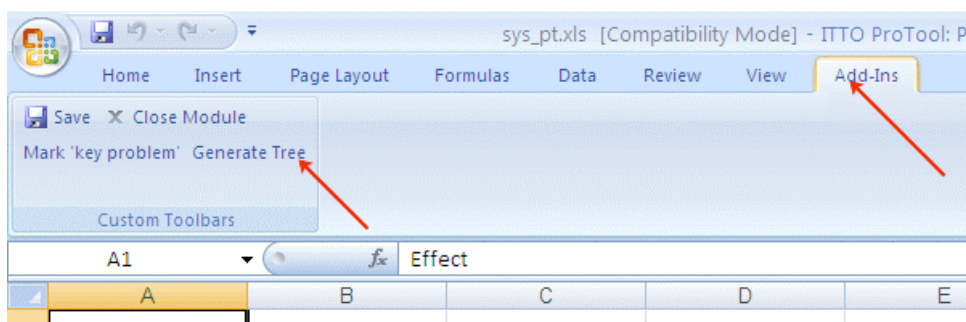 sys_pt.xls [Compatibility Mode] - ITTO ProTool: P
Home Insert Page Layout Formulas Data Review View Add-Ins
Save X Close Module
Mark 'key problem' Generate Tree
Custom Toolbars
A1 fx Effect
A B C D E